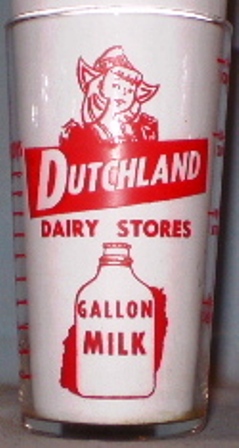 DUTCHLAND
DAIRY STORES
GALLON
MILK